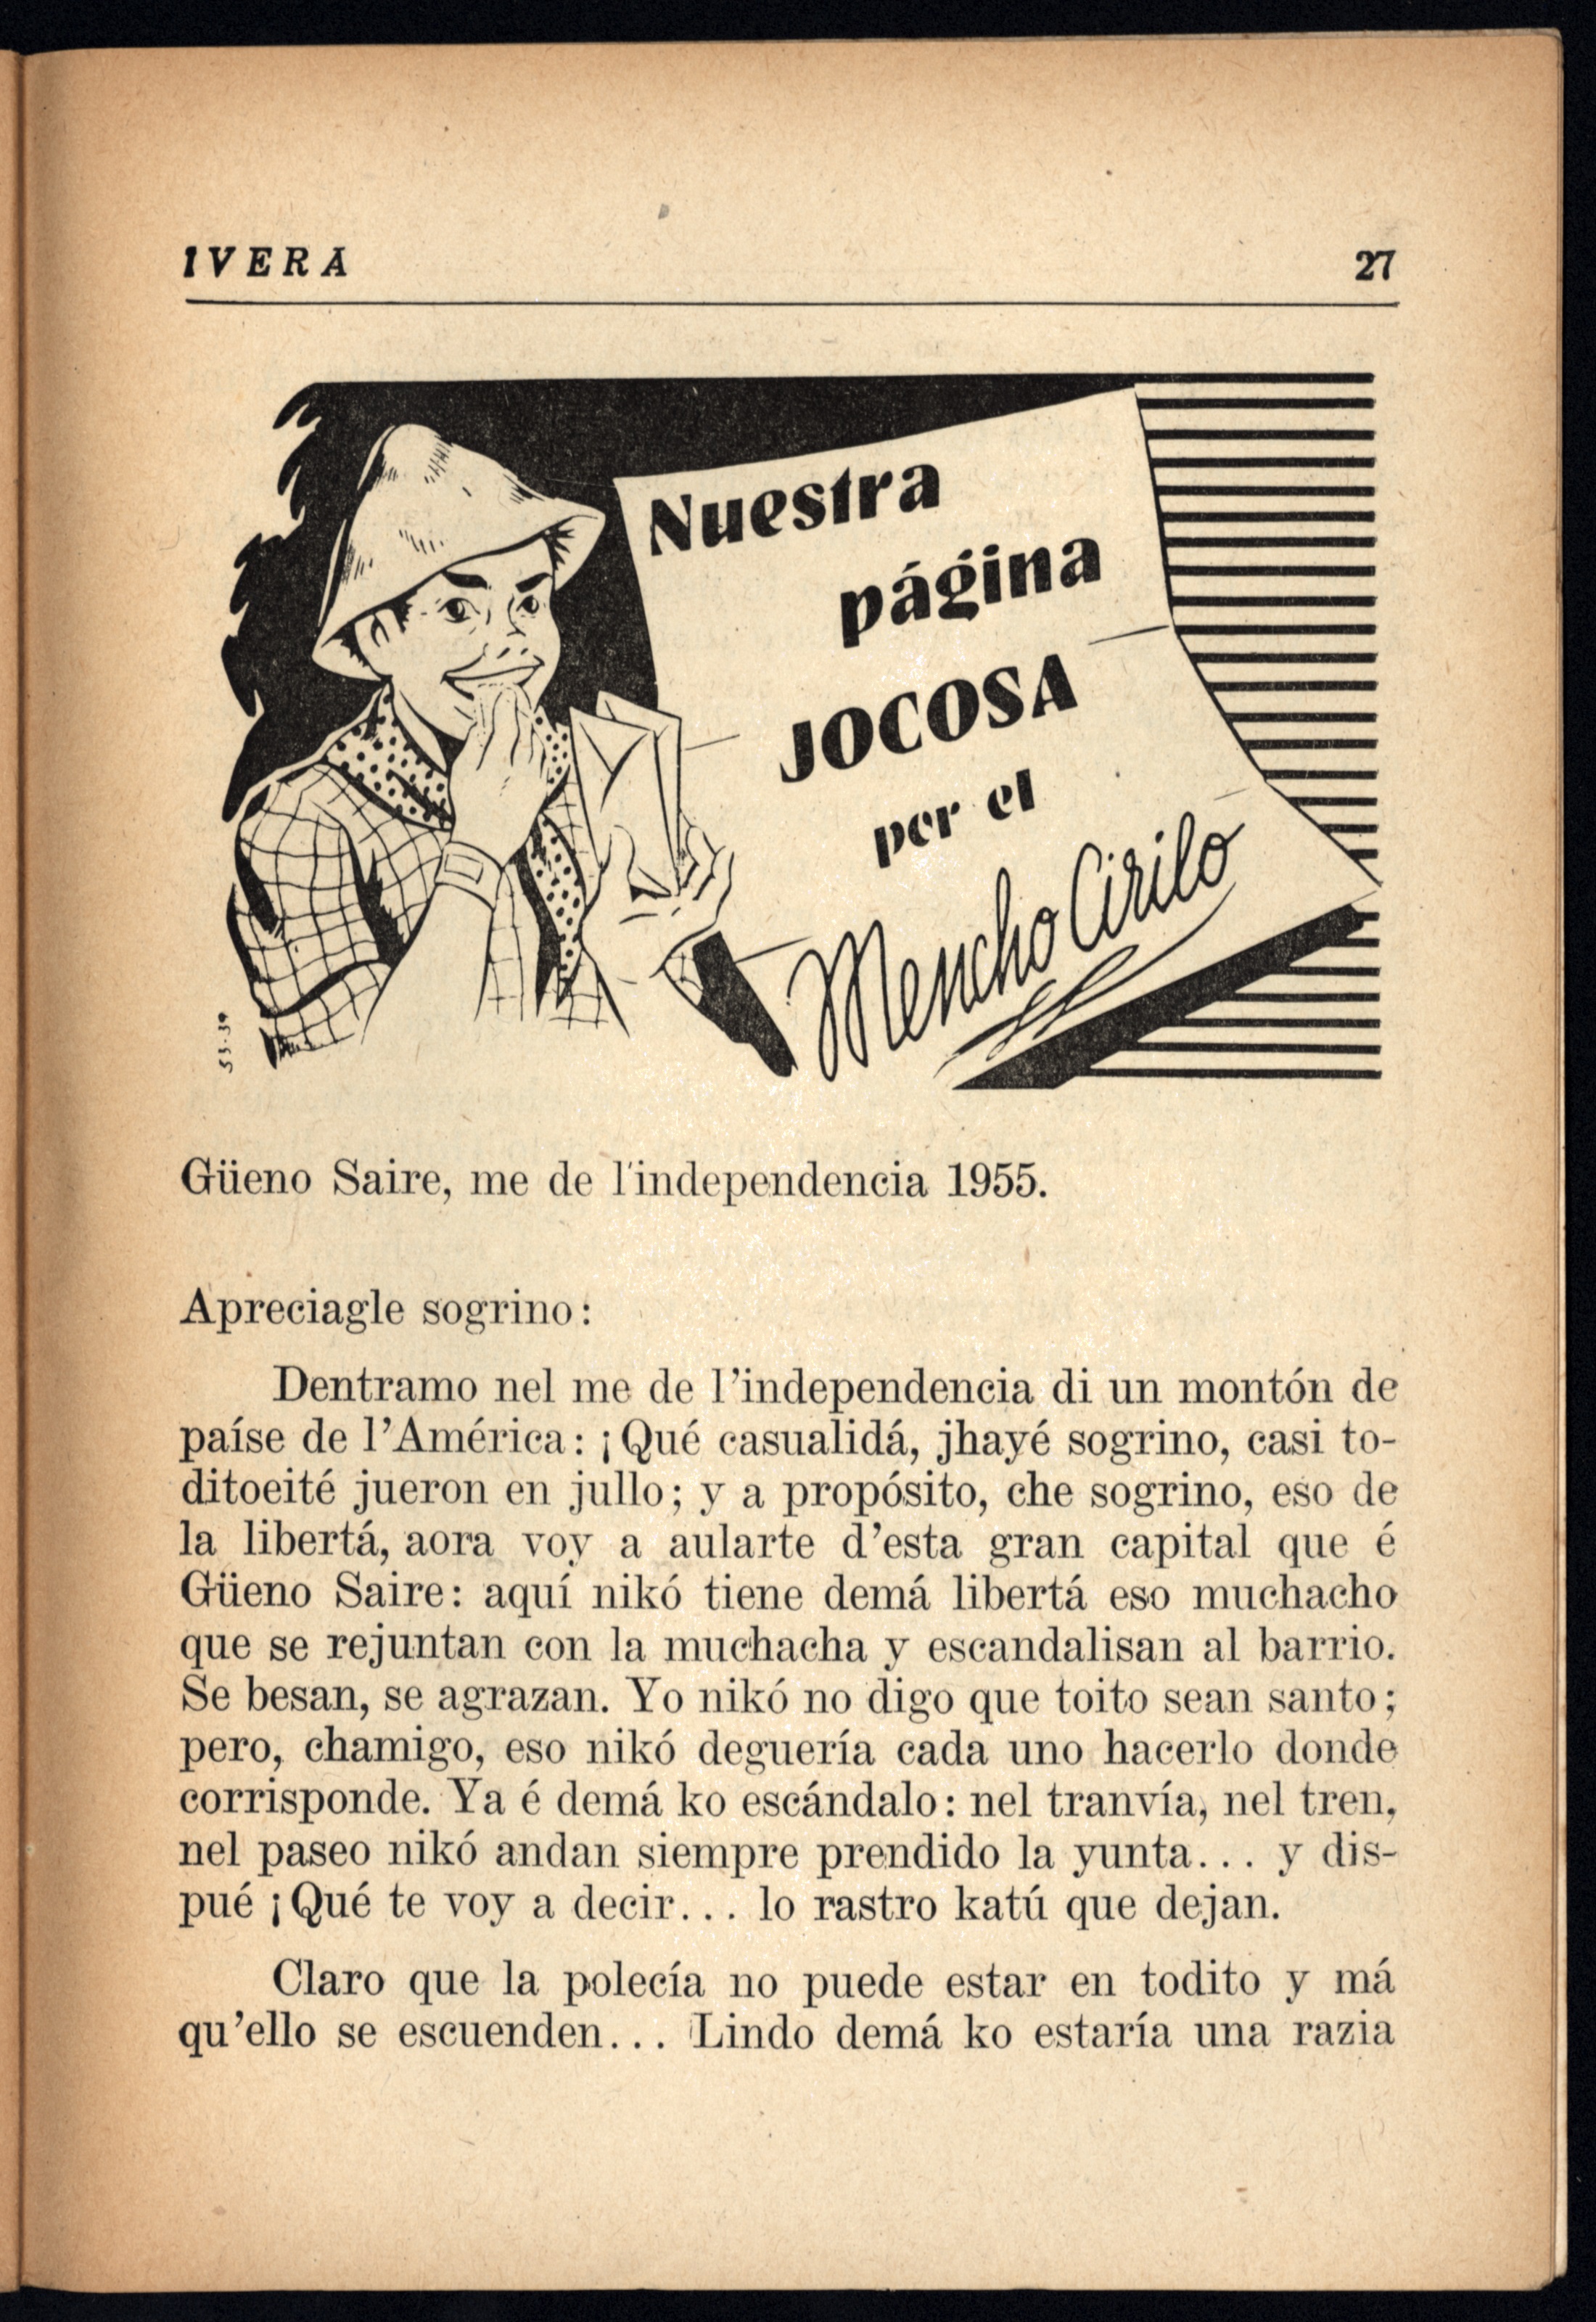 IVERA 27
Nuestra
página
JOCOSA
por el
Mencho Cirilo
Güeno Saire, me de l'independencia 1955.
Apreciagle sogrino:
Dentramo nel me de l'independencia di un montón de
paíse de l'América: ¡Qué casualidá, jhayé sogrino, casi to-
ditoeité jueron en jullo; y a propósito, che sogrino, eso de
la libertá, aora voy a aularte d'esta gran capital que é
Güeno Saire: aquí nikó tiene demá libertá eso muchacho
que se rejuntan con la muchacha y escandalisan al barrio.
Se besan, se agrazan. Yo nikó no digo que toito sean santo;
pero, chamigo, eso nikó deguería cada uno hacerlo donde
corrisponde. Ya é demá ko escándalo: nel tranvía, nel tren,
nel paseo nikó andan siempre prendido la yunta... y dis-
pué ¡Qué te voy a decir... lo rastro katú que dejan.
Claro que la polecía no puede estar en todito y má
qu'ello se escuenden... Lindo demá ko estaría una razia